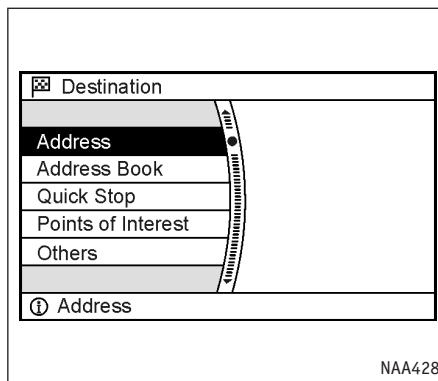 Destination
Address
Address Book
Quick Stop
Points of Interest
Others
Address
NAA428